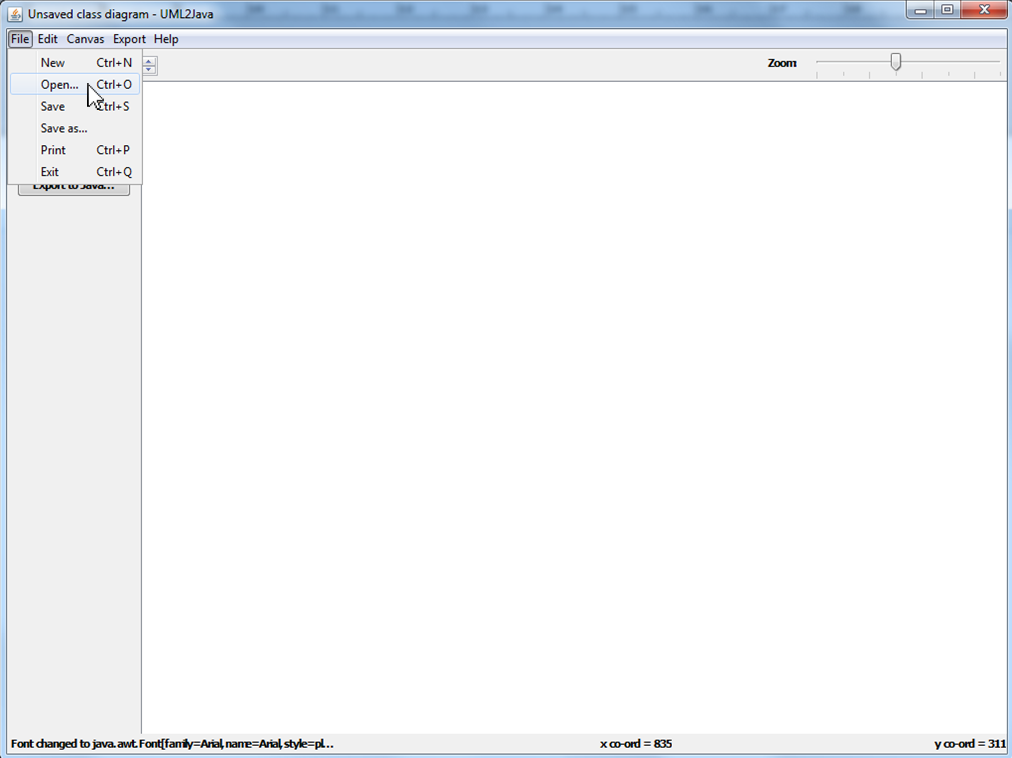 Unsaved class diagram - UML2Java
File Edit Canvas Export Help
New Ctrl+N
Open... Ctrl+O
Save Ctrl+S
Save as...
Print Ctrl+P
Exit Ctrl+Q
Zoom:
Export to Java...
Font changed to java.awt.Font[family=Arial,name=Arial,style=pl... x co-ord = 835 y co-ord = 311